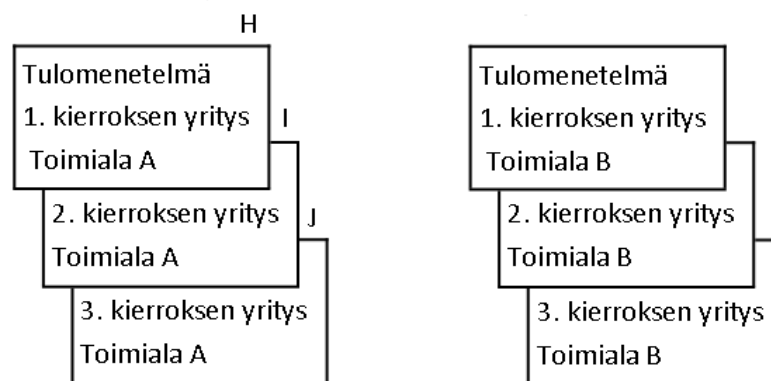 H
Tulomenetelmä
1. kierroksen yritys
I
Toimiala A
2. kierroksen yritys
J
Toimiala A
3. kierroksen yritys
Toimiala A
Tulomenetelmä
1. kierroksen yritys
Toimiala B
2. kierroksen yritys
Toimiala B
3. kierroksen yritys
Toimiala B